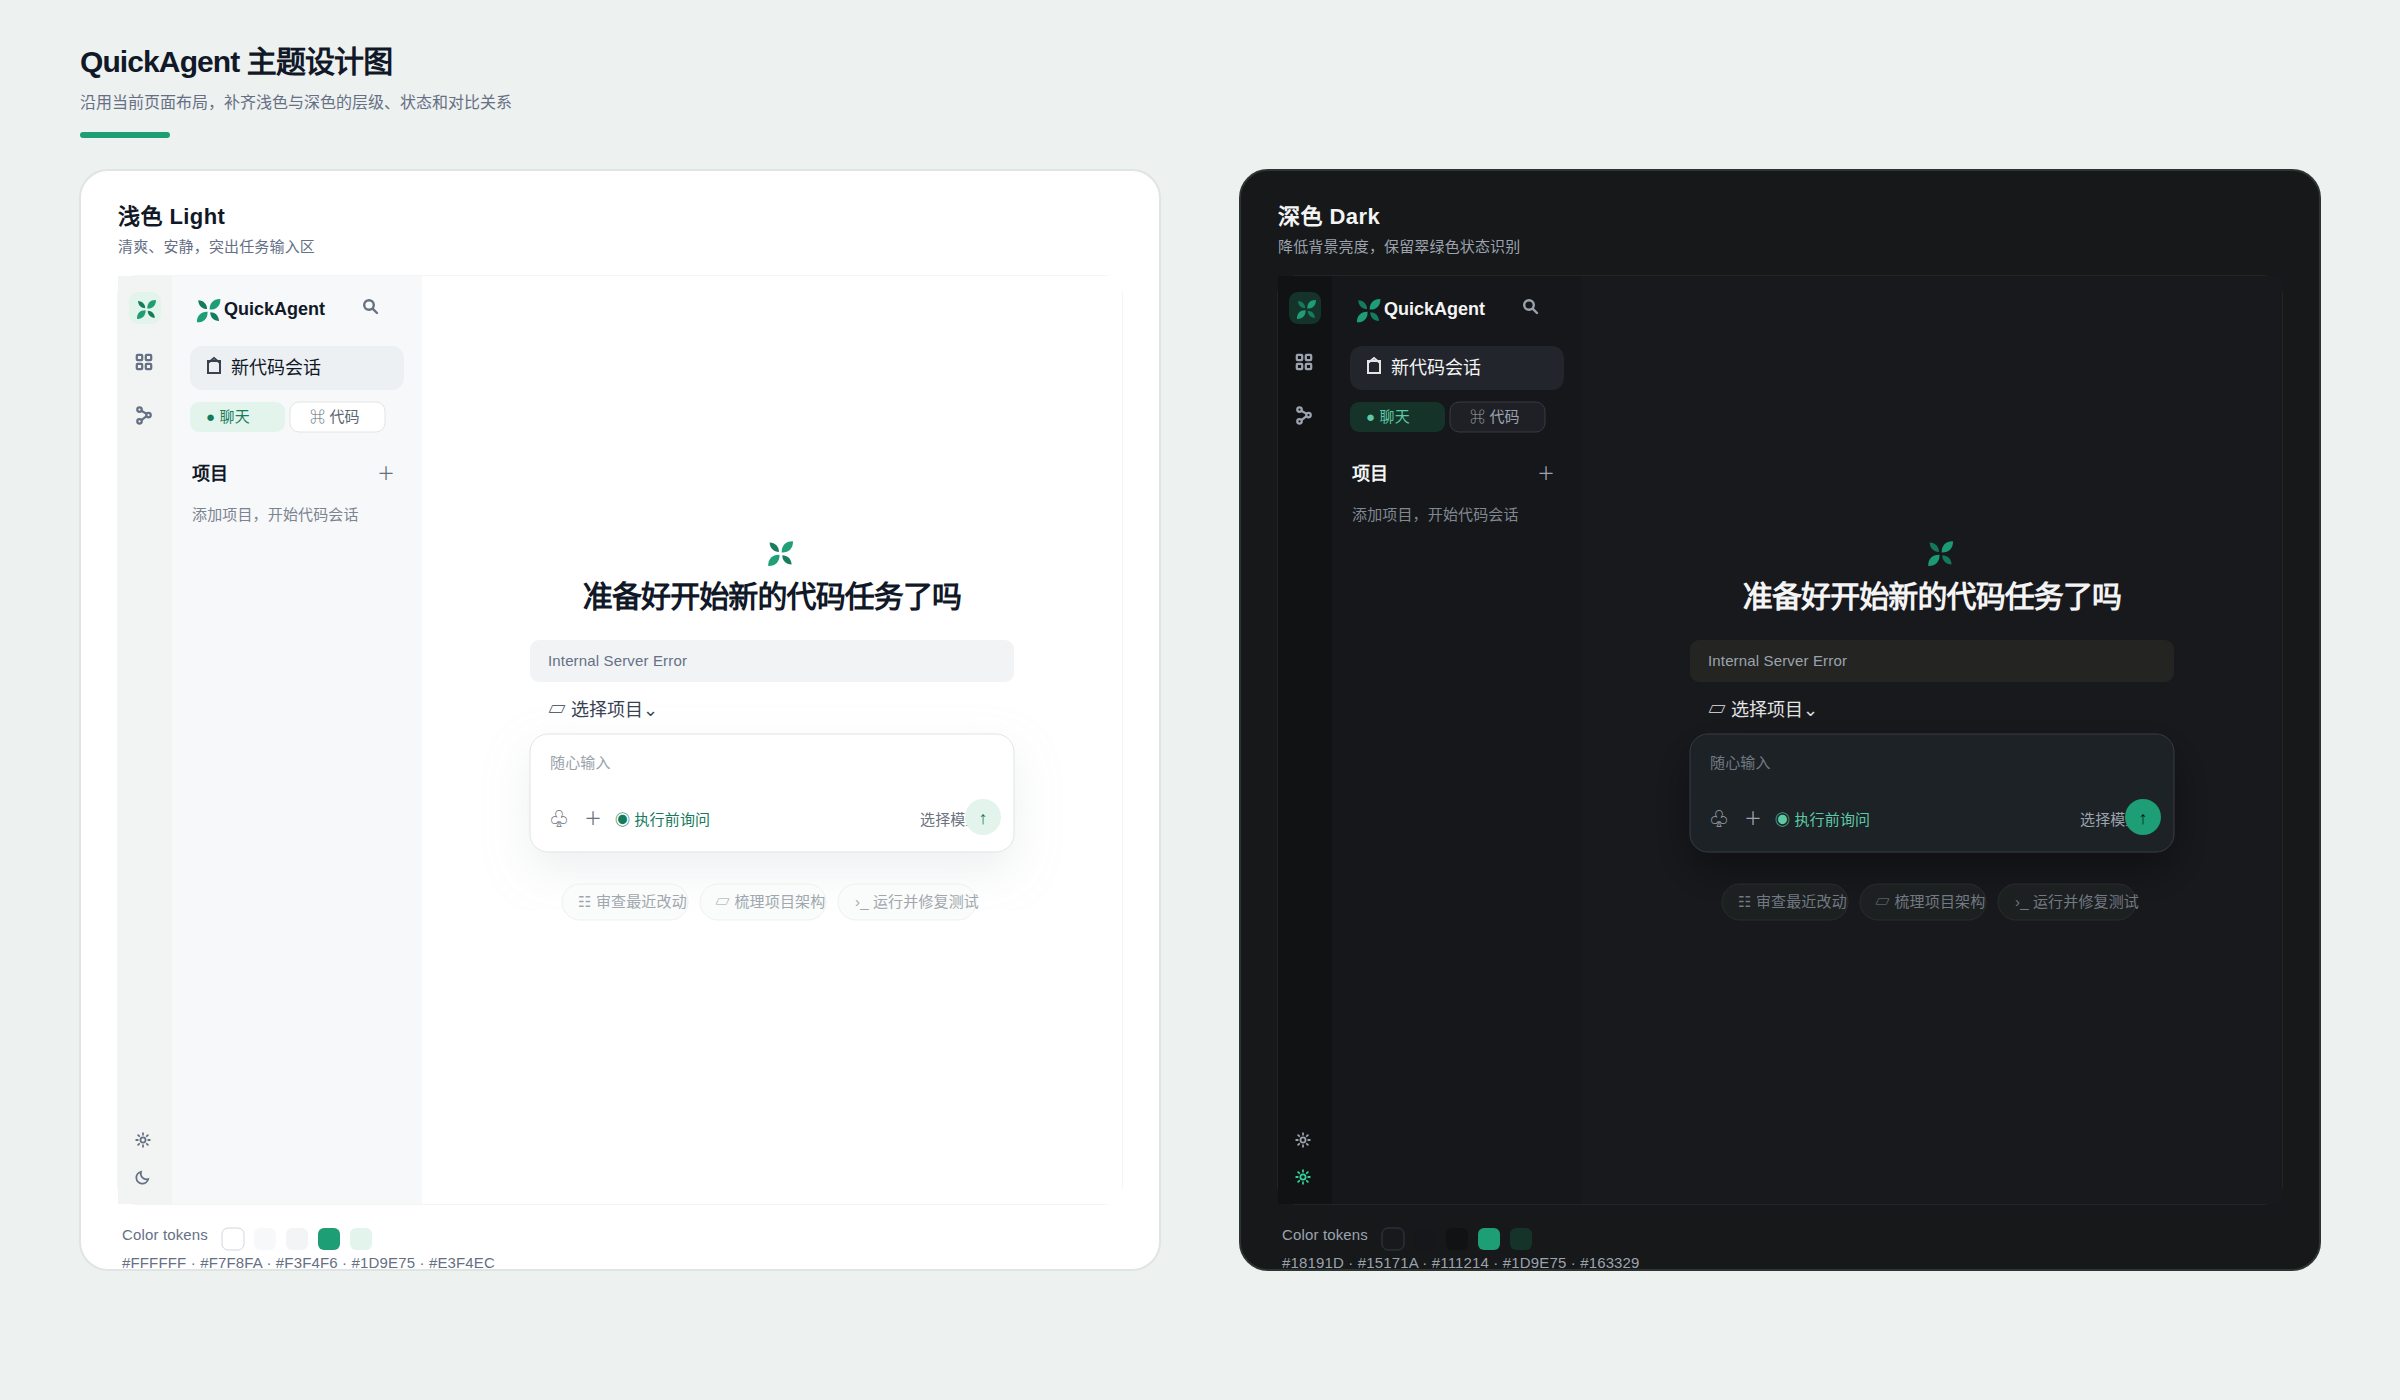 QuickAgent 主题设计图
沿用当前页面布局，补齐浅色与深色的层级、状态和对比关系
浅色 Light
清爽、安静，突出任务输入区
QuickAgent
新代码会话
● 聊天
⌘ 代码
项目 +
添加项目，开始代码会话
准备好开始新的代码任务了吗
Internal Server Error
▱ 选择项目⌄
随心输入
♧ + ◉ 执行前询问 选择模 ↑
☷ 审查最近改动
▱ 梳理项目架构
›_ 运行并修复测试
Color tokens
#FFFFFF · #F7F8FA · #F3F4F6 · #1D9E75 · #E3F4EC
深色 Dark
降低背景亮度，保留翠绿色状态识别
QuickAgent
新代码会话
● 聊天
⌘ 代码
项目 +
添加项目，开始代码会话
准备好开始新的代码任务了吗
Internal Server Error
▱ 选择项目⌄
随心输入
♧ + ◉ 执行前询问 选择模 ↑
☷ 审查最近改动
▱ 梳理项目架构
›_ 运行并修复测试
Color tokens
#18191D · #15171A · #111214 · #1D9E75 · #163329